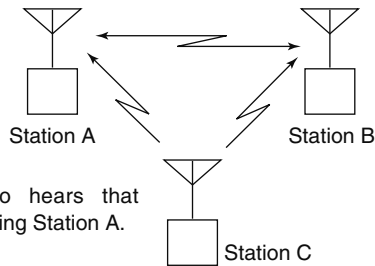 Station A
Station B
o hears that
ing Station A.
Station C